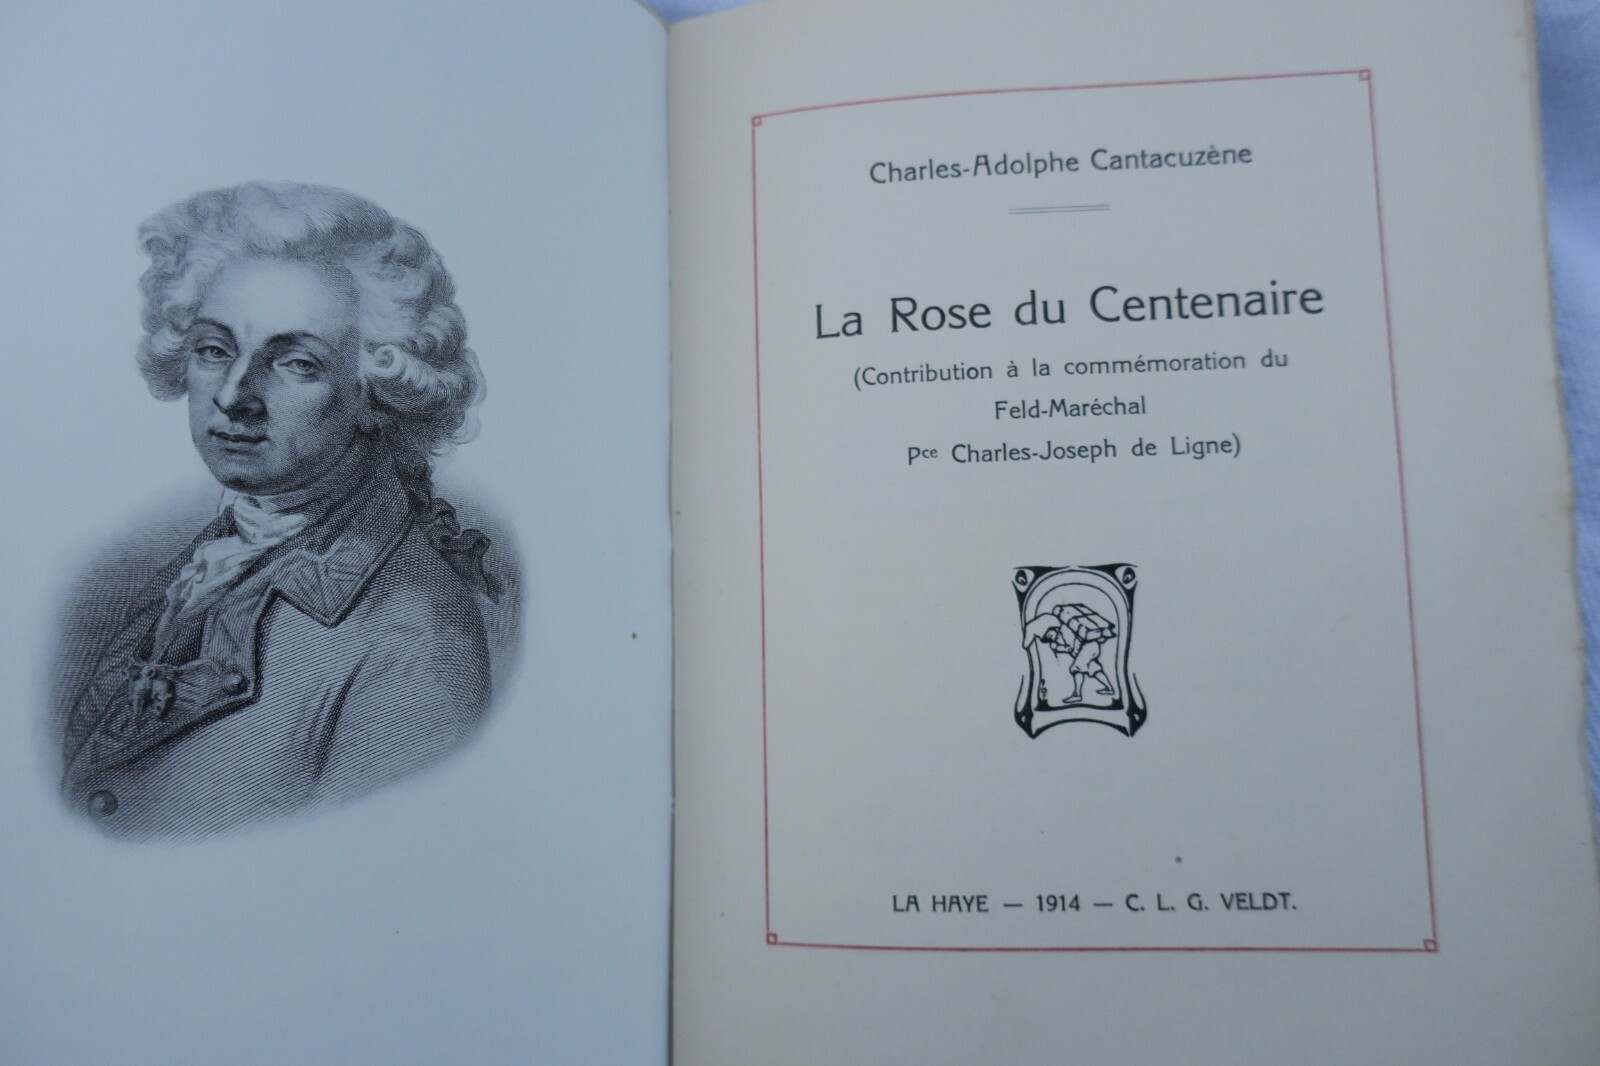 Charles-Adolphe Cantacuzène
La Rose du Centenaire
(Contribution à la commémoration du
Feld-Maréchal
Pce Charles-Joseph de Ligne)
LA HAYE — 1914 — C. L. G. VELDT.